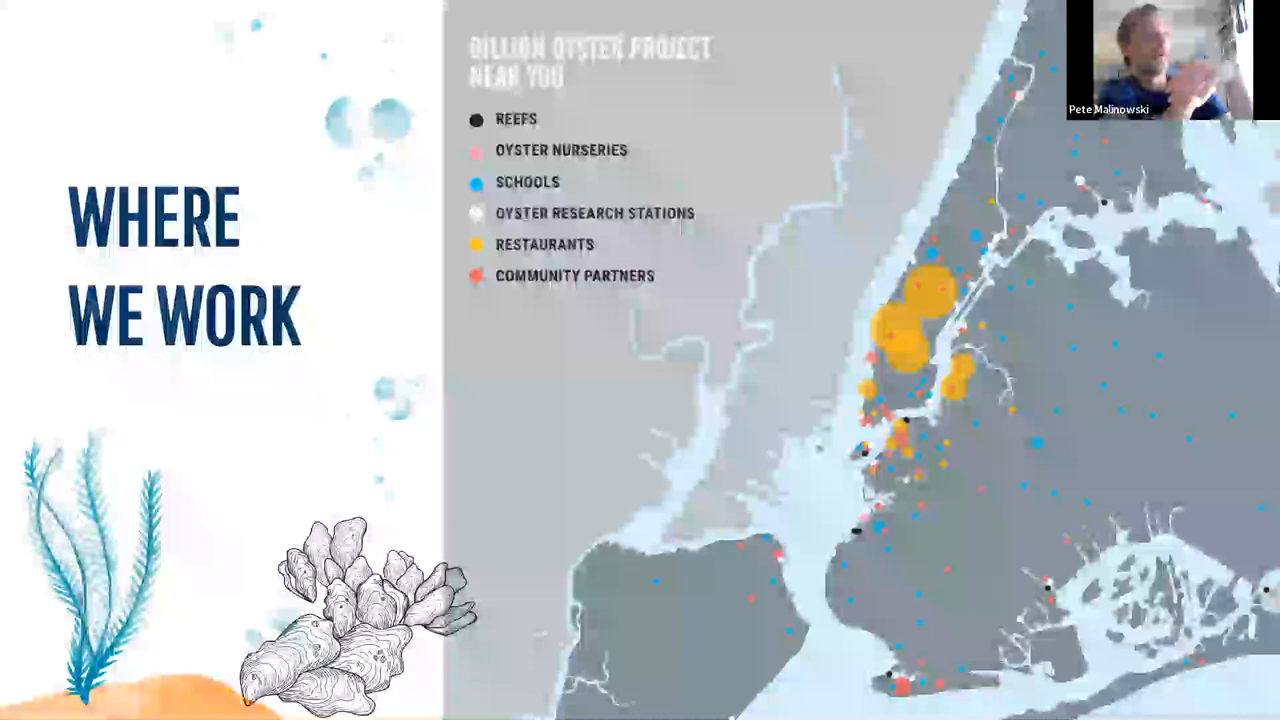 WHERE
WE WORK
BILLION OYSTER PROJECT
NEAR YOU
REEFS
OYSTER NURSERIES
SCHOOLS
OYSTER RESEARCH STATIONS
RESTAURANTS
COMMUNITY PARTNERS
Pete Malinowski